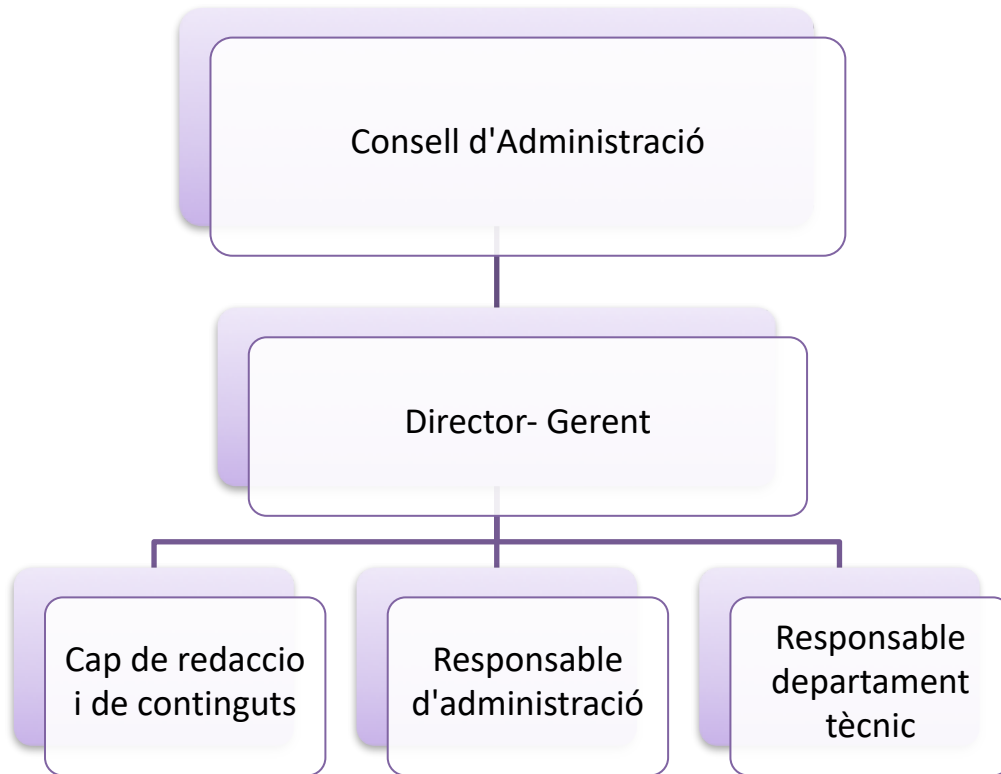 Consell d'Administració
Director- Gerent
Cap de redaccio
i de continguts
Responsable
d'administració
Responsable
departament
tècnic